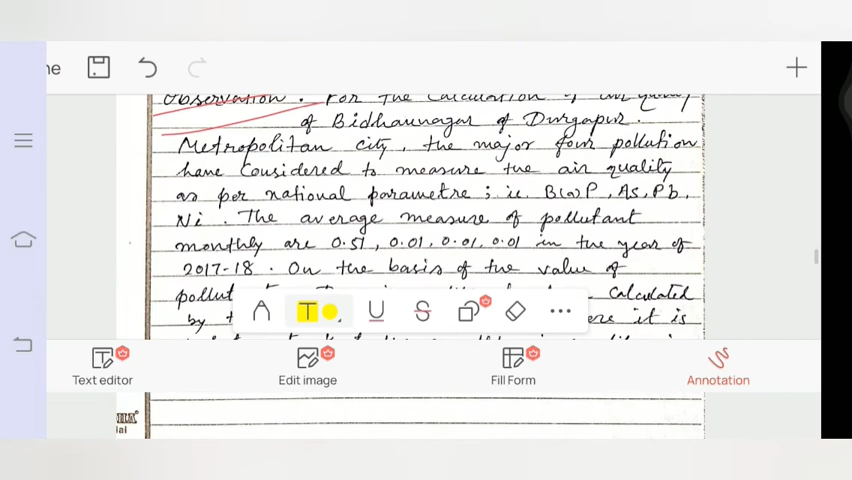 ne
Observation. For the Calculation of air quality
of Bidhannagar of Durgapur.
Metropolitan city, the major four pollution
have Considered to measure the air quality
as per national parametre; i.e. B(a)P, As, Pb,
Ni. The average measure of pollutant
monthly are 0.51, 0.01, 0.01, 0.01 in the year of
2017-18. On the basis of the value of
pollut calculated
by ere it is
Text editor Edit image Fill Form Annotation